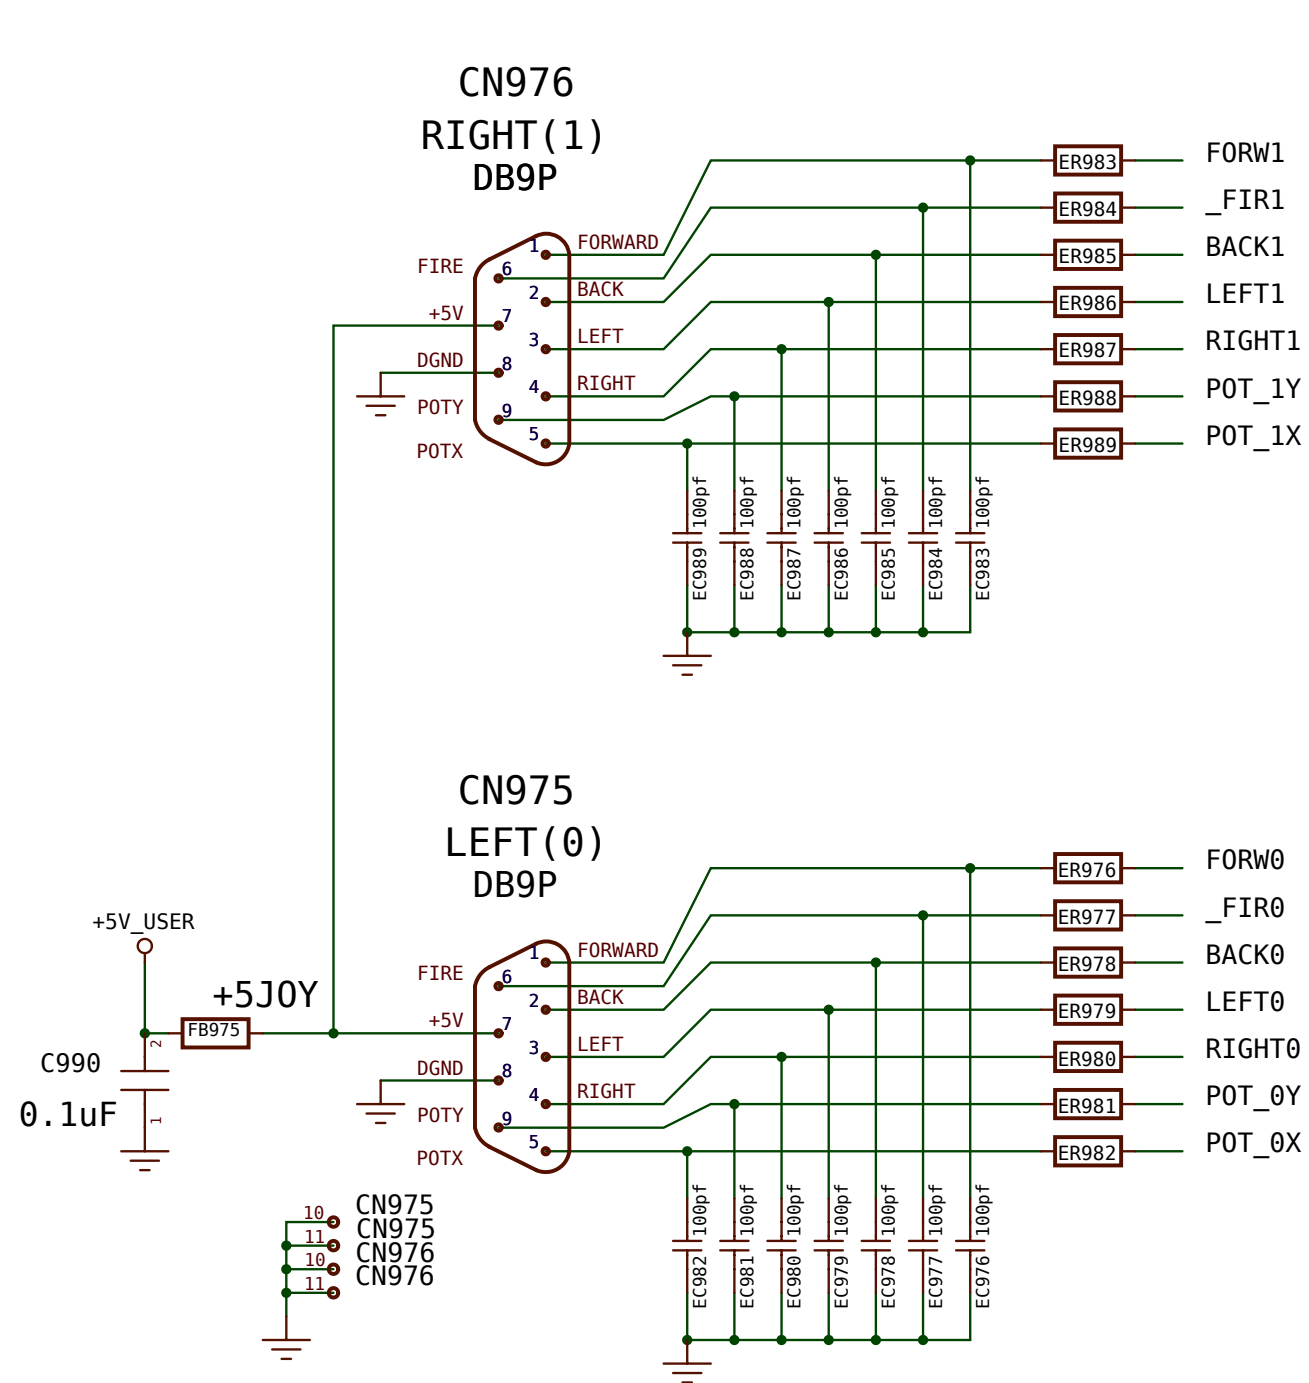 CN976
RIGHT(1)
DB9P
FORW1
_FIR1
BACK1
LEFT1
RIGHT1
POT_1Y
POT_1X
ER983
ER984
ER985
ER986
ER987
ER988
ER989
1 FORWARD
FIRE 6
2 BACK
+5V 7
3 LEFT
DGND 8
4 RIGHT
POTY 9
5
POTX
100pf 100pf 100pf 100pf 100pf 100pf 100pf
EC989 EC988 EC987 EC986 EC985 EC984 EC983
CN975
LEFT(0)
DB9P
FORW0
_FIR0
BACK0
LEFT0
RIGHT0
POT_0Y
POT_0X
ER976
ER977
ER978
ER979
ER980
ER981
ER982
1 FORWARD
FIRE 6
2 BACK
+5V 7
3 LEFT
DGND 8
4 RIGHT
POTY 9
5
POTX
100pf 100pf 100pf 100pf 100pf 100pf 100pf
EC982 EC981 EC980 EC979 EC978 EC977 EC976
+5V_USER
+5JOY
FB975
2
C990
0.1uF
1
10 CN975
11 CN975
10 CN976
11 CN976